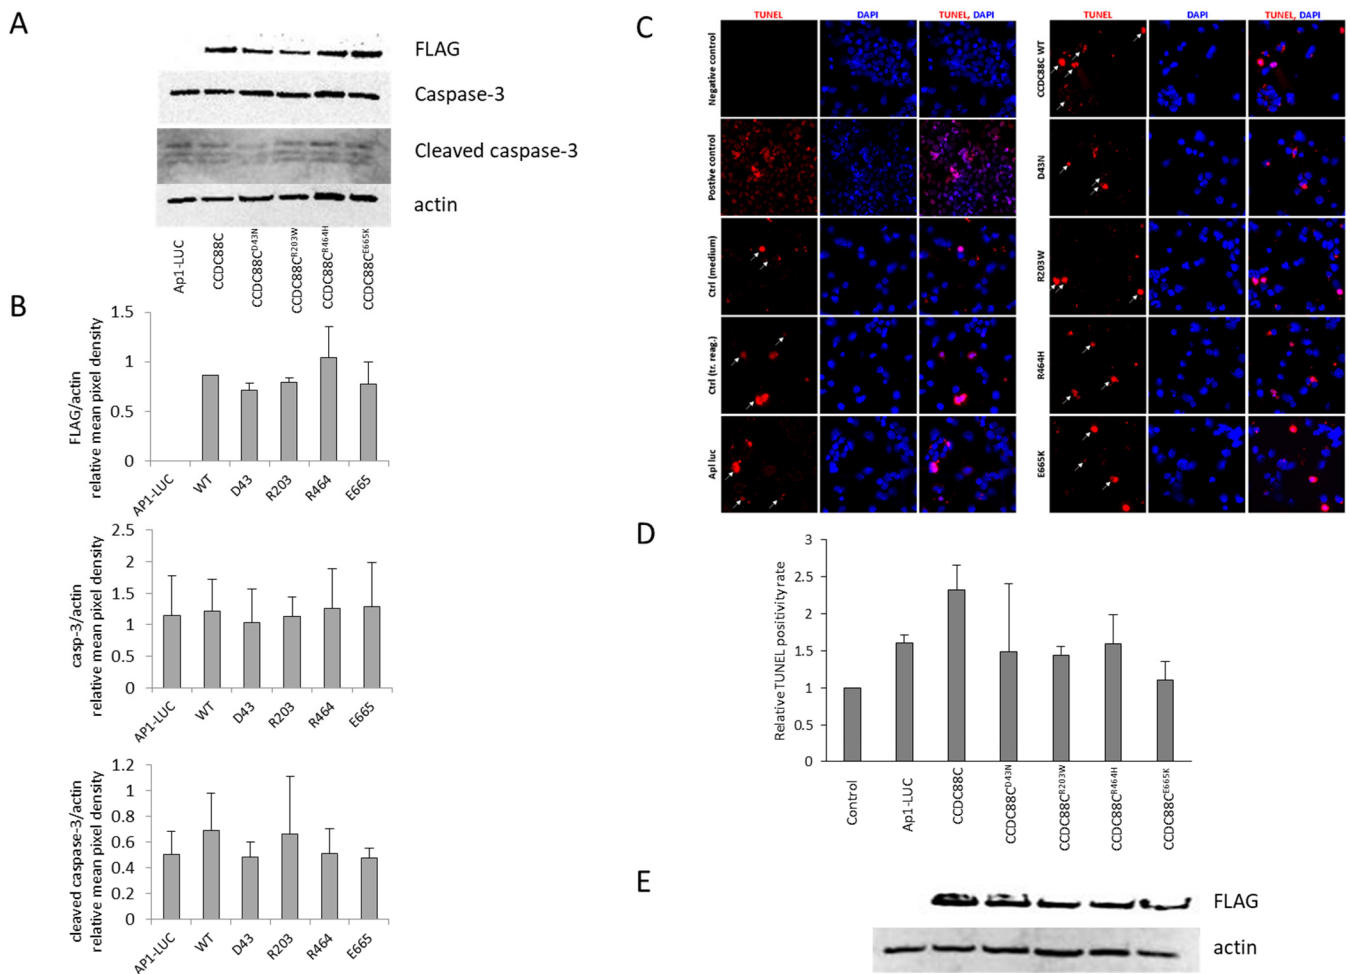 A
FLAG
Caspase-3
Cleaved caspase-3
actin
Ap1-LUC
CCDC88C
CCDC88C^D43N
CCDC88C^R203W
CCDC88C^R464H
CCDC88C^E665K
B
FLAG/actin
relative mean pixel density
1.5
1
0.5
0
AP1-LUC
WT
D43
R203
R464
E665
casp-3/actin
relative mean pixel density
2.5
2
1.5
1
0.5
0
AP1-LUC
WT
D43
R203
R464
E665
cleaved caspase-3/actin
relative mean pixel density
1.2
1
0.8
0.6
0.4
0.2
0
AP1-LUC
WT
D43
R203
R464
E665
C
TUNEL
DAPI
TUNEL, DAPI
Negative control
Postive control
Ctrl (medium)
Ctrl (tr. reag.)
ApI luc
TUNEL
DAPI
TUNEL, DAPI
CCDC88C WT
D43N
R203W
R464H
E665K
D
Relative TUNEL positivity rate
3
2.5
2
1.5
1
0.5
0
Control
Ap1-LUC
CCDC88C
CCDC88C^D43N
CCDC88C^R203W
CCDC88C^R464H
CCDC88C^E665K
E
FLAG
actin